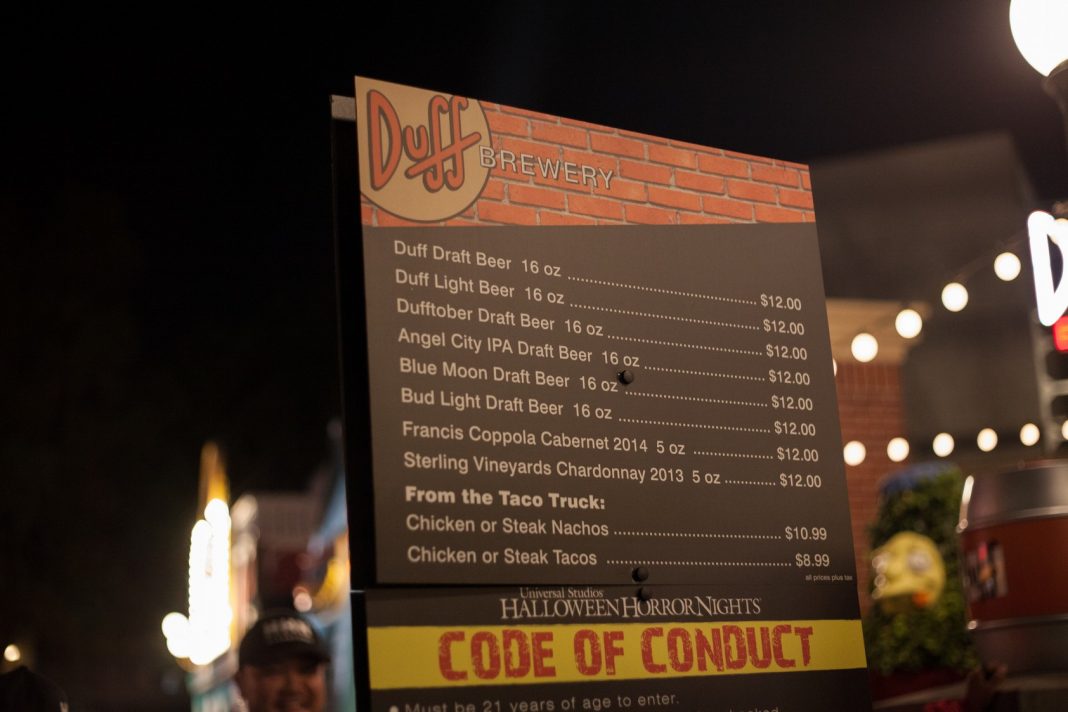 Duff
BREWERY
Duff Draft Beer 16 oz ........................ $12.00
Duff Light Beer 16 oz ........................ $12.00
Dufftober Draft Beer 16 oz ........................ $12.00
Angel City IPA Draft Beer 16 oz ........................ $12.00
Blue Moon Draft Beer 16 oz ........................ $12.00
Bud Light Draft Beer 16 oz ........................ $12.00
Francis Coppola Cabernet 2014 5 oz ........................ $12.00
Sterling Vineyards Chardonnay 2013 5 oz ............ $12.00
From the Taco Truck:
Chicken or Steak Nachos ........................ $10.99
Chicken or Steak Tacos ........................ $8.99
all prices plus tax
Universal Studios
HALLOWEEN HORROR NIGHTS
CODE OF CONDUCT
• Must be 21 years of age to enter.